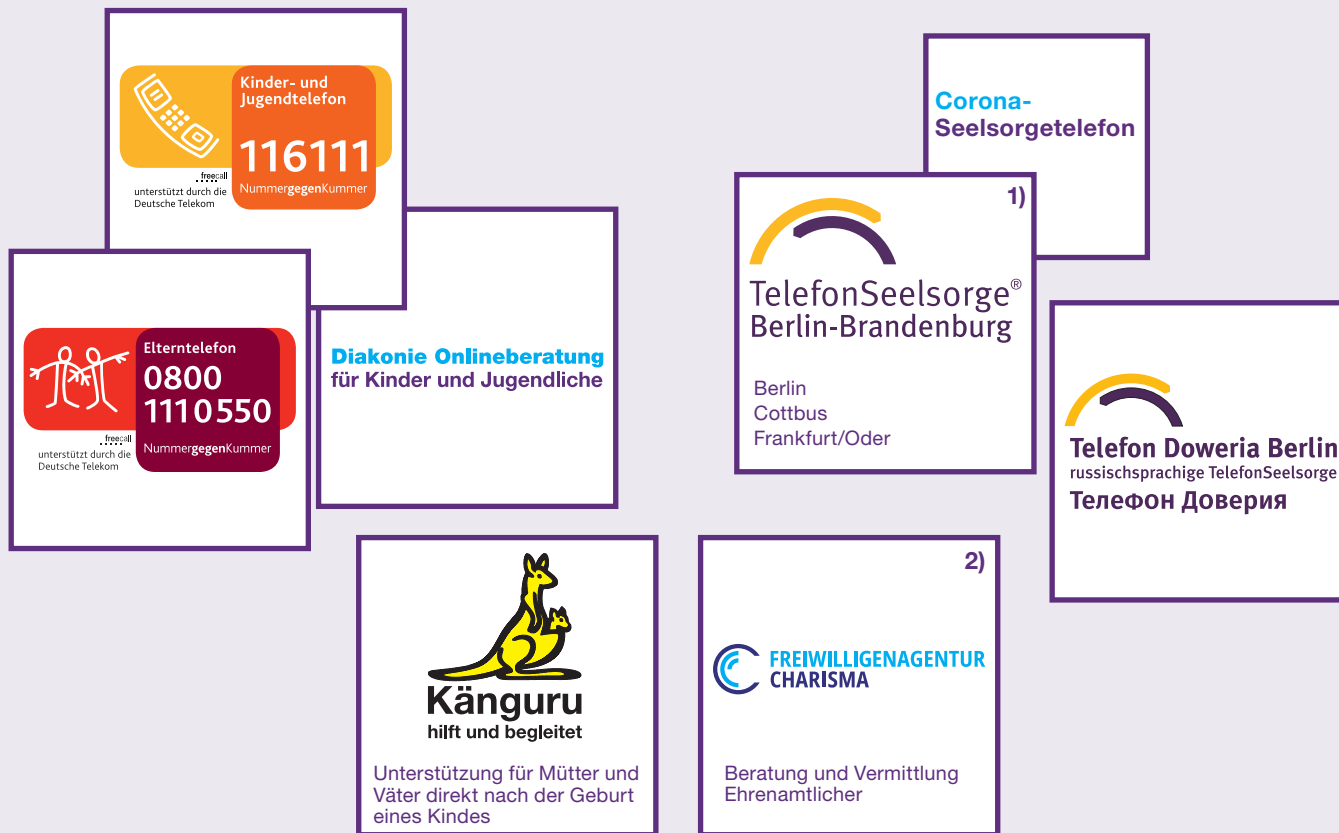 Kinder- und
Jugendtelefon
116111
NummergegenKummer
freecall
unterstützt durch die
Deutsche Telekom
Elterntelefon
0800
1110550
NummergegenKummer
freecall
unterstützt durch die
Deutsche Telekom
Diakonie Onlineberatung
für Kinder und Jugendliche
Corona-
Seelsorgetelefon
1)
TelefonSeelsorge®
Berlin-Brandenburg
Berlin
Cottbus
Frankfurt/Oder
Telefon Doweria Berlin
russischsprachige TelefonSeelsorge
Телефон Доверия
Känguru
hilft und begleitet
Unterstützung für Mütter und
Väter direkt nach der Geburt
eines Kindes
2)
FREIWILLIGENAGENTUR
CHARISMA
Beratung und Vermittlung
Ehrenamtlicher